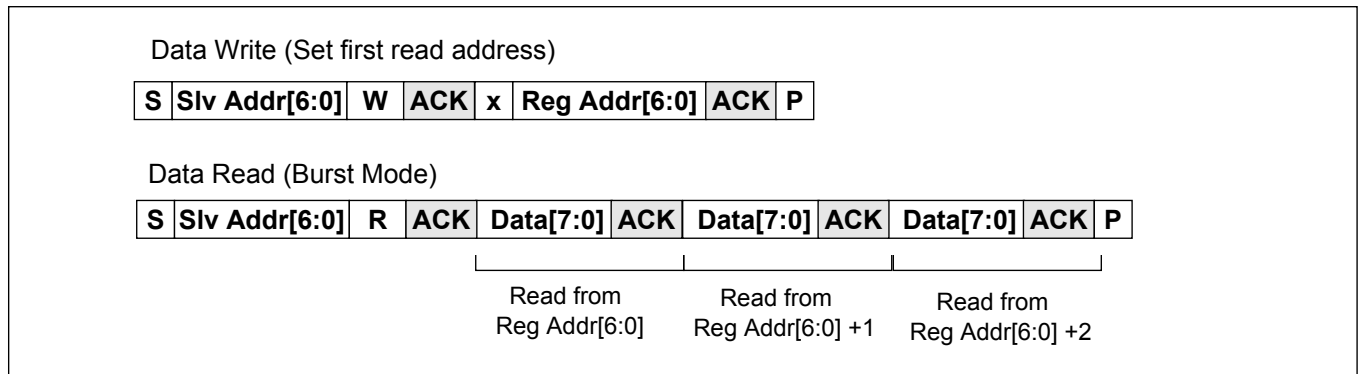 Data Write (Set first read address)
S Slv Addr[6:0] W ACK x Reg Addr[6:0] ACK P
Data Read (Burst Mode)
S Slv Addr[6:0] R ACK Data[7:0] ACK Data[7:0] ACK Data[7:0] ACK P
Read from Read from Read from
Reg Addr[6:0] Reg Addr[6:0] +1 Reg Addr[6:0] +2